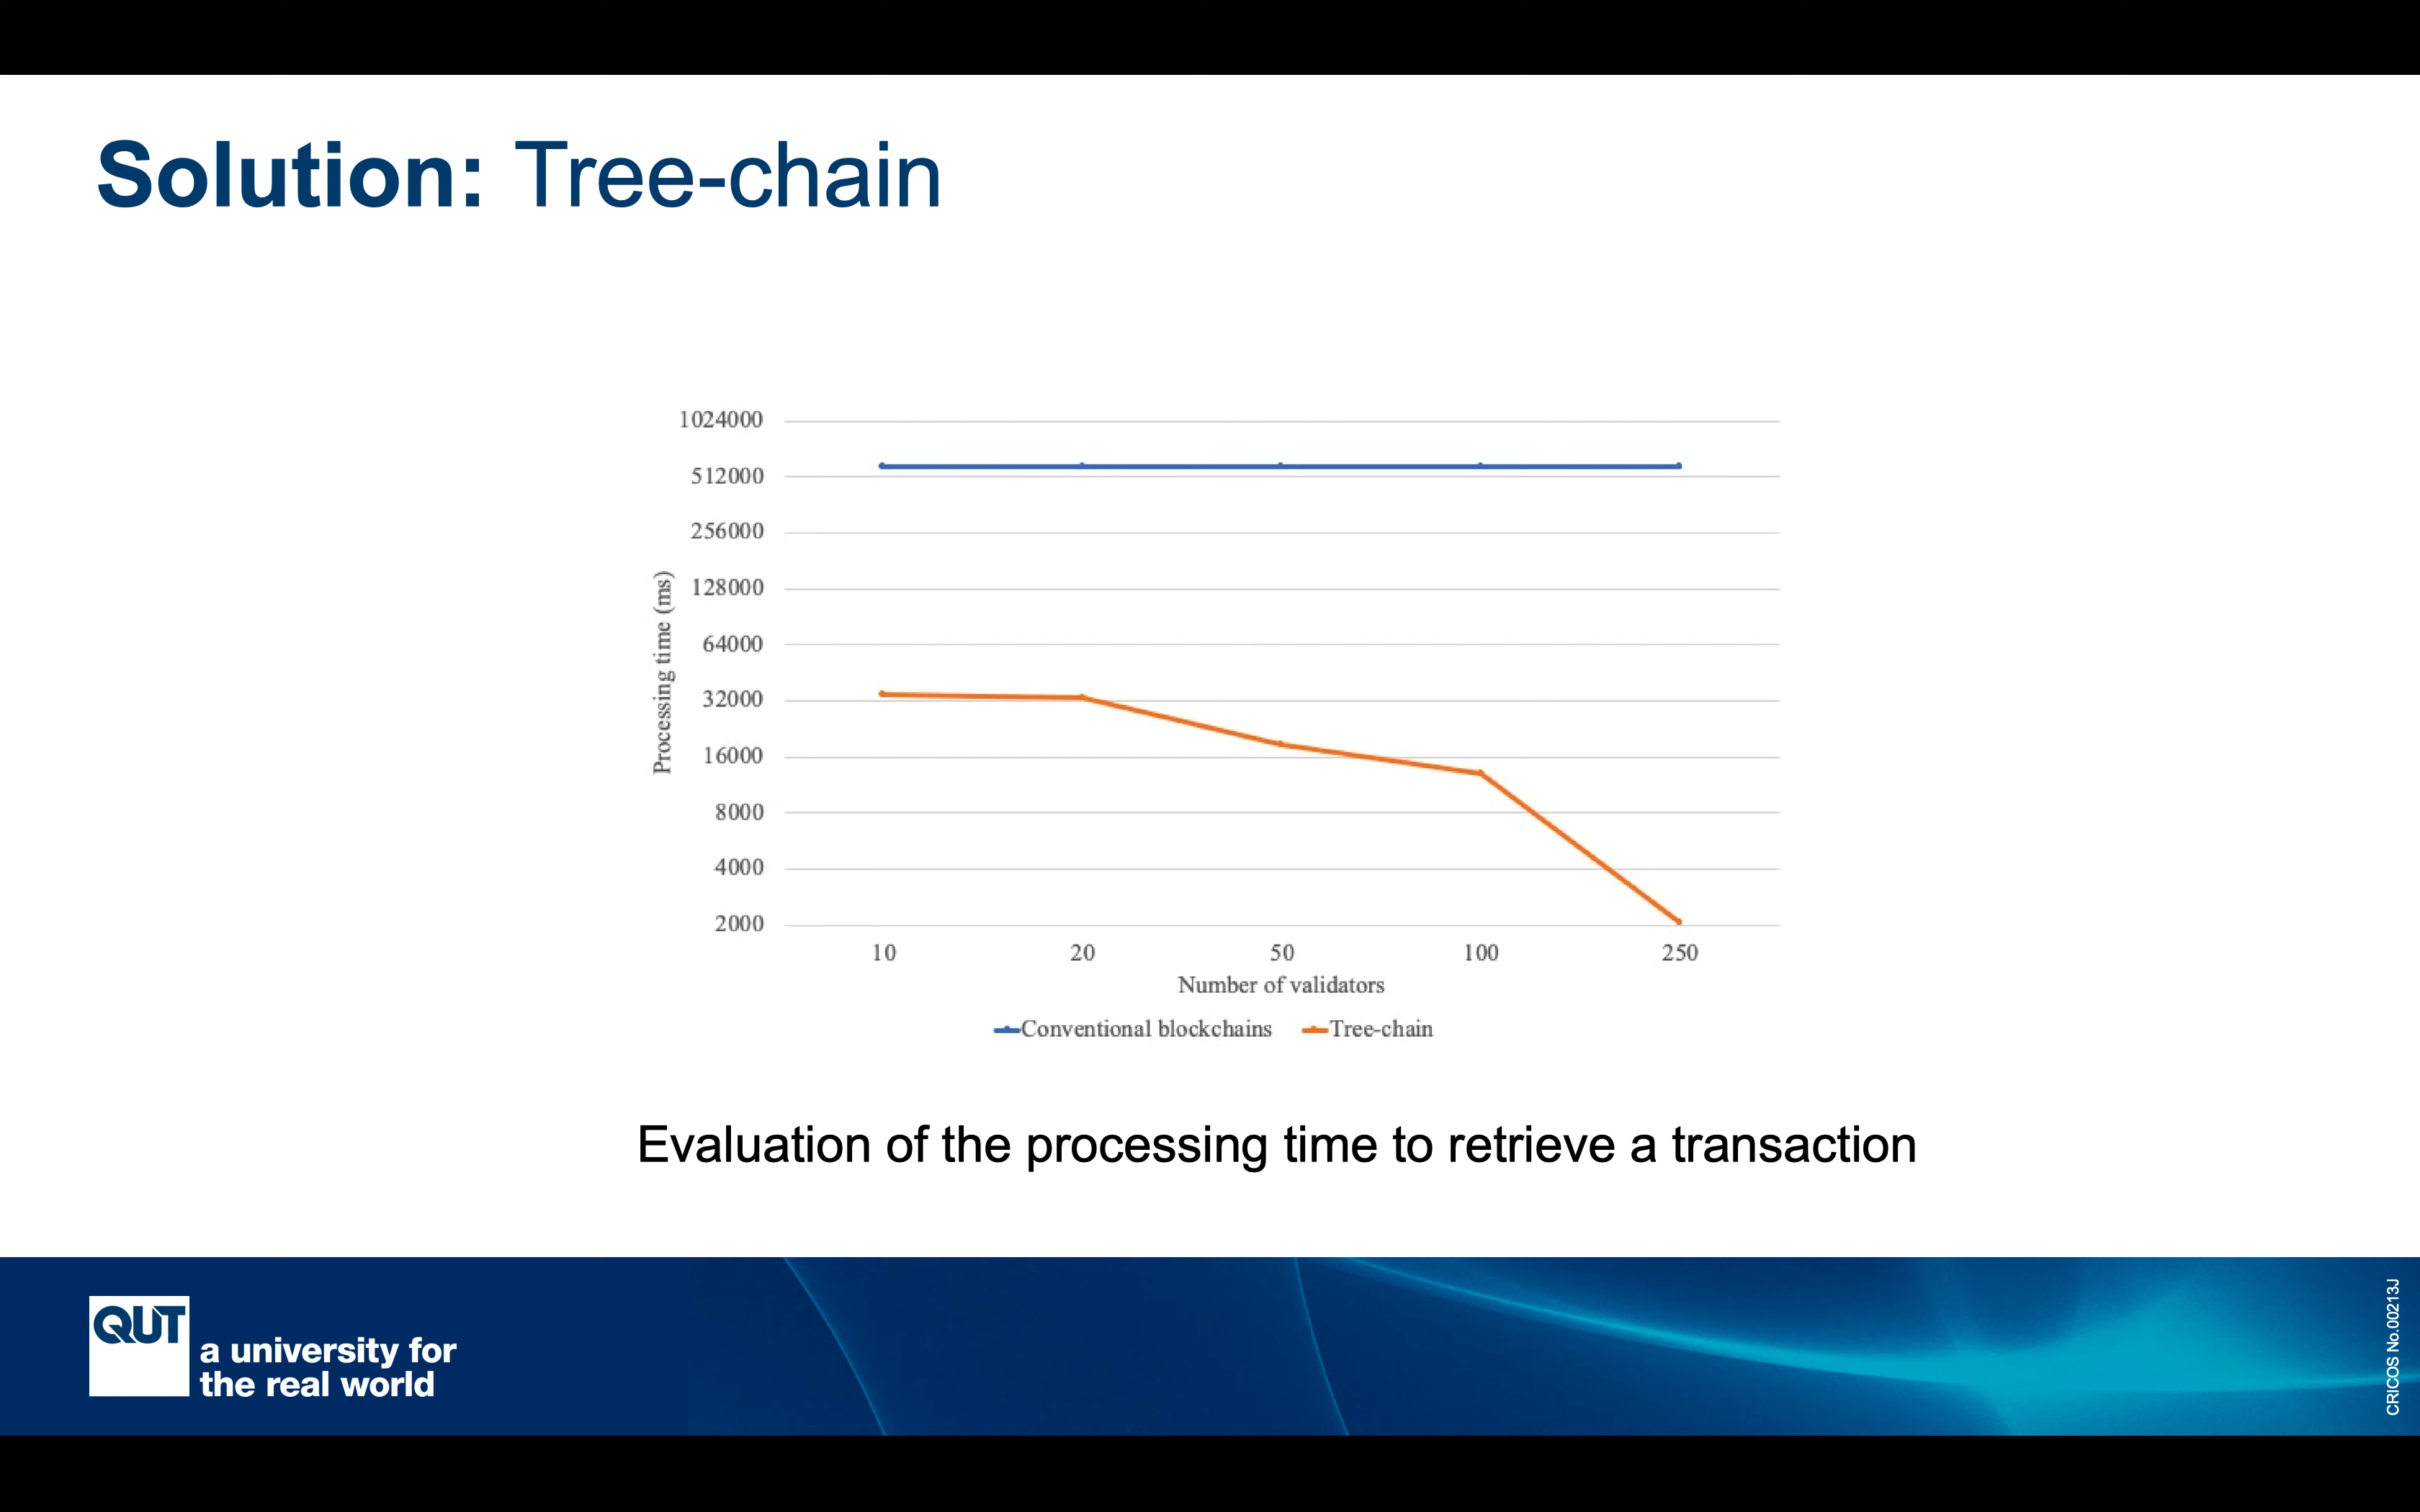 Solution: Tree-chain
1024000
512000
256000
128000
64000
32000
16000
8000
4000
2000
Processing time (ms)
10 20 50 100 250
Number of validators
Conventional blockchains Tree-chain
Evaluation of the processing time to retrieve a transaction
QUT
a university for
the real world
CRICOS No.00213J